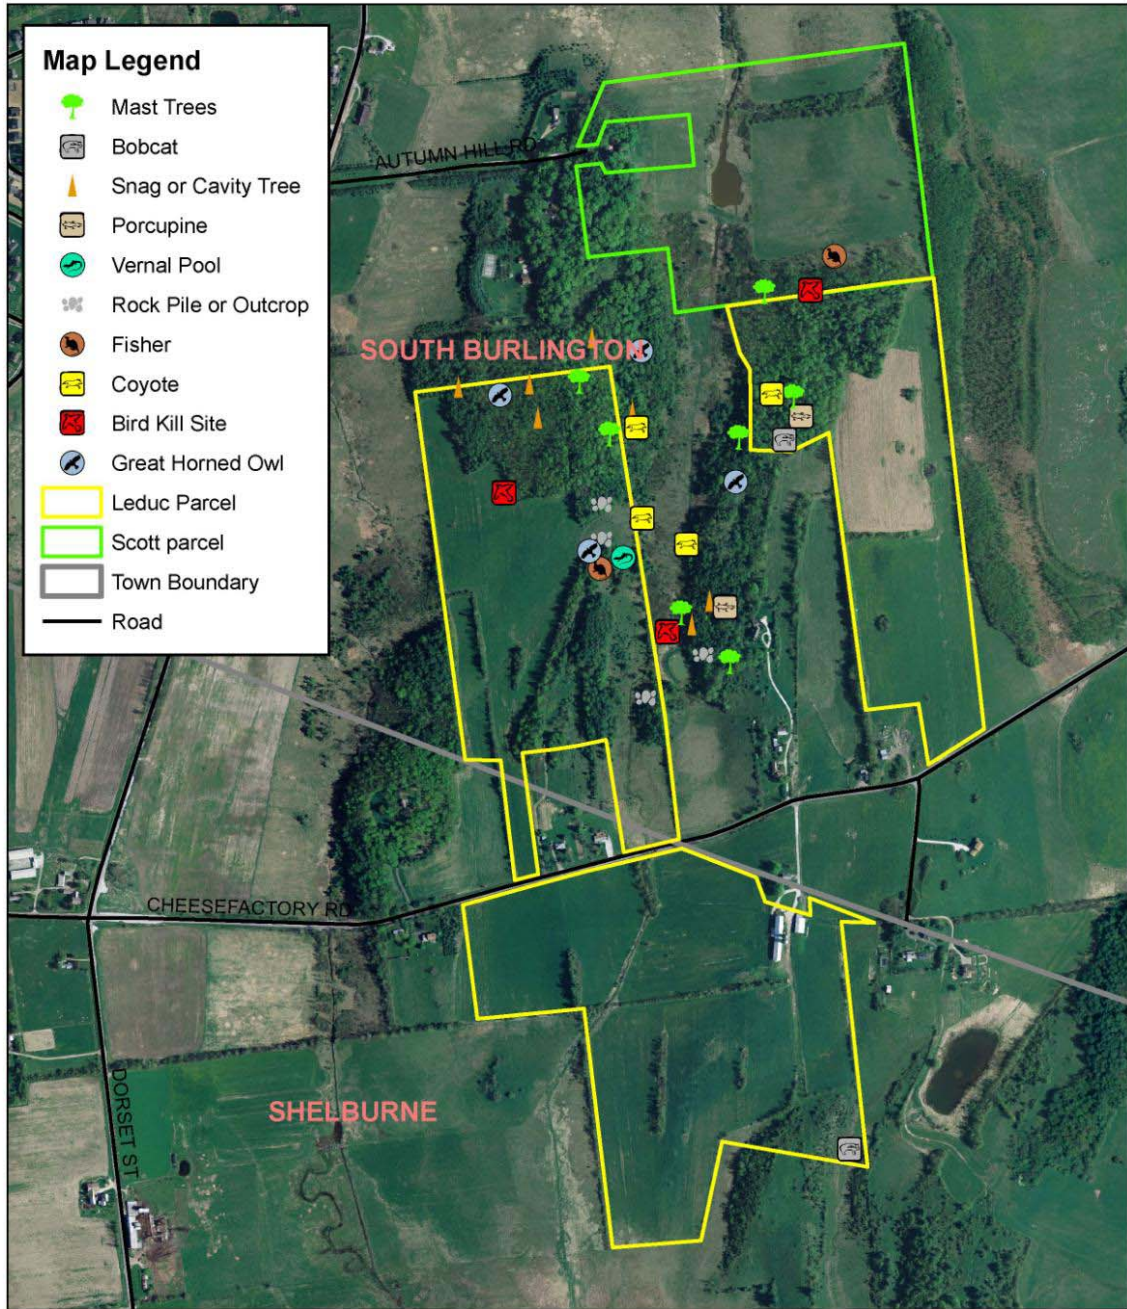 Map Legend
Mast Trees
Bobcat
Snag or Cavity Tree
Porcupine
Vernal Pool
Rock Pile or Outcrop
Fisher
Coyote
Bird Kill Site
Great Horned Owl
Leduc Parcel
Scott parcel
Town Boundary
Road
AUTUMN HILL RD
SOUTH BURLINGTON
CHEESEFACTORY RD
DORSET ST
SHELBURNE